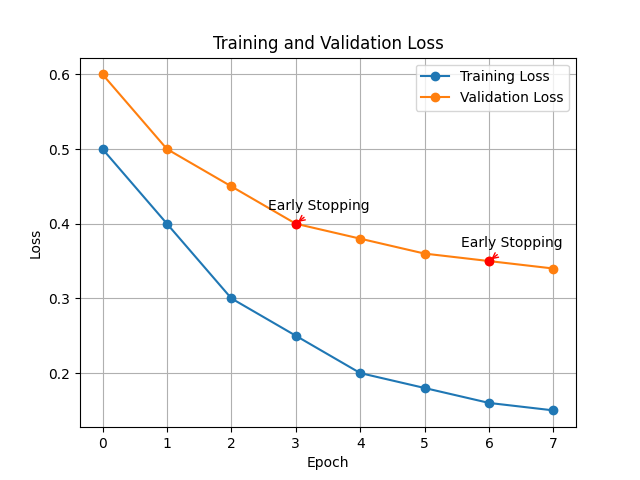 Training and Validation Loss
Training Loss
Validation Loss
0.6
0.5
0.4
0.3
0.2
Loss
Early Stopping
Early Stopping
0 1 2 3 4 5 6 7
Epoch